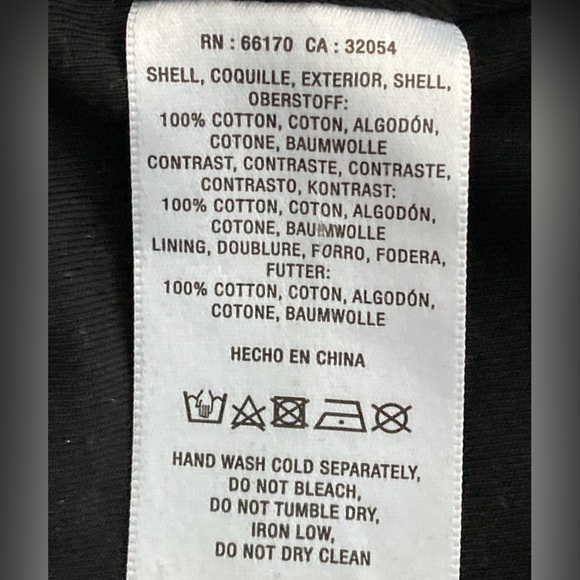 RN : 66170 CA : 32054
SHELL, COQUILLE, EXTERIOR, SHELL,
OBERSTOFF:
100% COTTON, COTON, ALGODÓN,
COTONE, BAUMWOLLE
CONTRAST, CONTRASTE, CONTRASTE,
CONTRASTO, KONTRAST:
100% COTTON, COTON, ALGODÓN,
COTONE, BAUMWOLLE
LINING, DOUBLURE, FORRO, FODERA,
FUTTER:
100% COTTON, COTON, ALGODÓN,
COTONE, BAUMWOLLE
HECHO EN CHINA
HAND WASH COLD SEPARATELY,
DO NOT BLEACH,
DO NOT TUMBLE DRY,
IRON LOW,
DO NOT DRY CLEAN